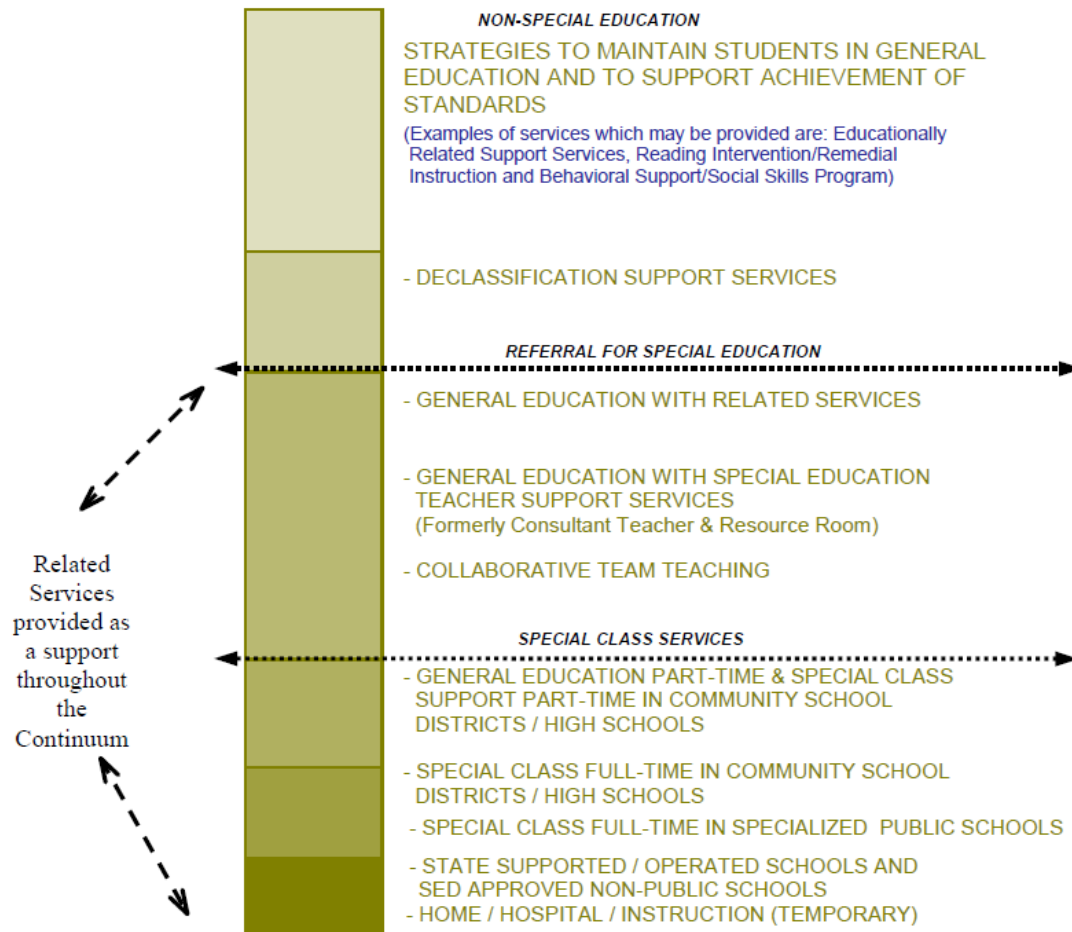 NON-SPECIAL EDUCATION
STRATEGIES TO MAINTAIN STUDENTS IN GENERAL
EDUCATION AND TO SUPPORT ACHIEVEMENT OF
STANDARDS
(Examples of services which may be provided are: Educationally
Related Support Services, Reading Intervention/Remedial
Instruction and Behavioral Support/Social Skills Program)
- DECLASSIFICATION SUPPORT SERVICES
REFERRAL FOR SPECIAL EDUCATION
- GENERAL EDUCATION WITH RELATED SERVICES
- GENERAL EDUCATION WITH SPECIAL EDUCATION
TEACHER SUPPORT SERVICES
(Formerly Consultant Teacher & Resource Room)
- COLLABORATIVE TEAM TEACHING
SPECIAL CLASS SERVICES
- GENERAL EDUCATION PART-TIME & SPECIAL CLASS
SUPPORT PART-TIME IN COMMUNITY SCHOOL
DISTRICTS / HIGH SCHOOLS
- SPECIAL CLASS FULL-TIME IN COMMUNITY SCHOOL
DISTRICTS / HIGH SCHOOLS
- SPECIAL CLASS FULL-TIME IN SPECIALIZED PUBLIC SCHOOLS
- STATE SUPPORTED / OPERATED SCHOOLS AND
SED APPROVED NON-PUBLIC SCHOOLS
- HOME / HOSPITAL / INSTRUCTION (TEMPORARY)
Related
Services
provided as
a support
throughout
the
Continuum